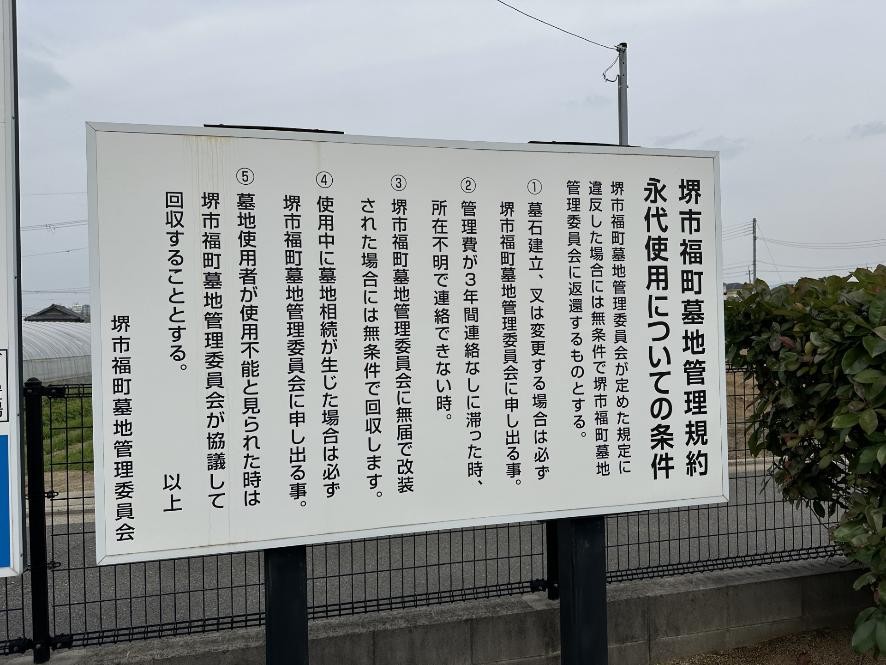 堺市福町墓地管理規約
永代使用についての条件
堺市福町墓地管理委員会が定めた規定に
違反した場合には無条件で堺市福町墓地
管理委員会に返還するものとする。
① 墓石建立、又は変更する場合は必ず
堺市福町墓地管理委員会に申し出る事。
② 管理費が3年間連絡なしに滞った時、
所在不明で連絡できない時。
③ 堺市福町墓地管理委員会に無届で改装
された場合には無条件で回収します。
④ 使用中に墓地相続が生じた場合は必ず
堺市福町墓地管理委員会に申し出る事。
⑤ 墓地使用者が使用不能と見られた時は
堺市福町墓地管理委員会が協議して
回収することとする。 以上
堺市福町墓地管理委員会